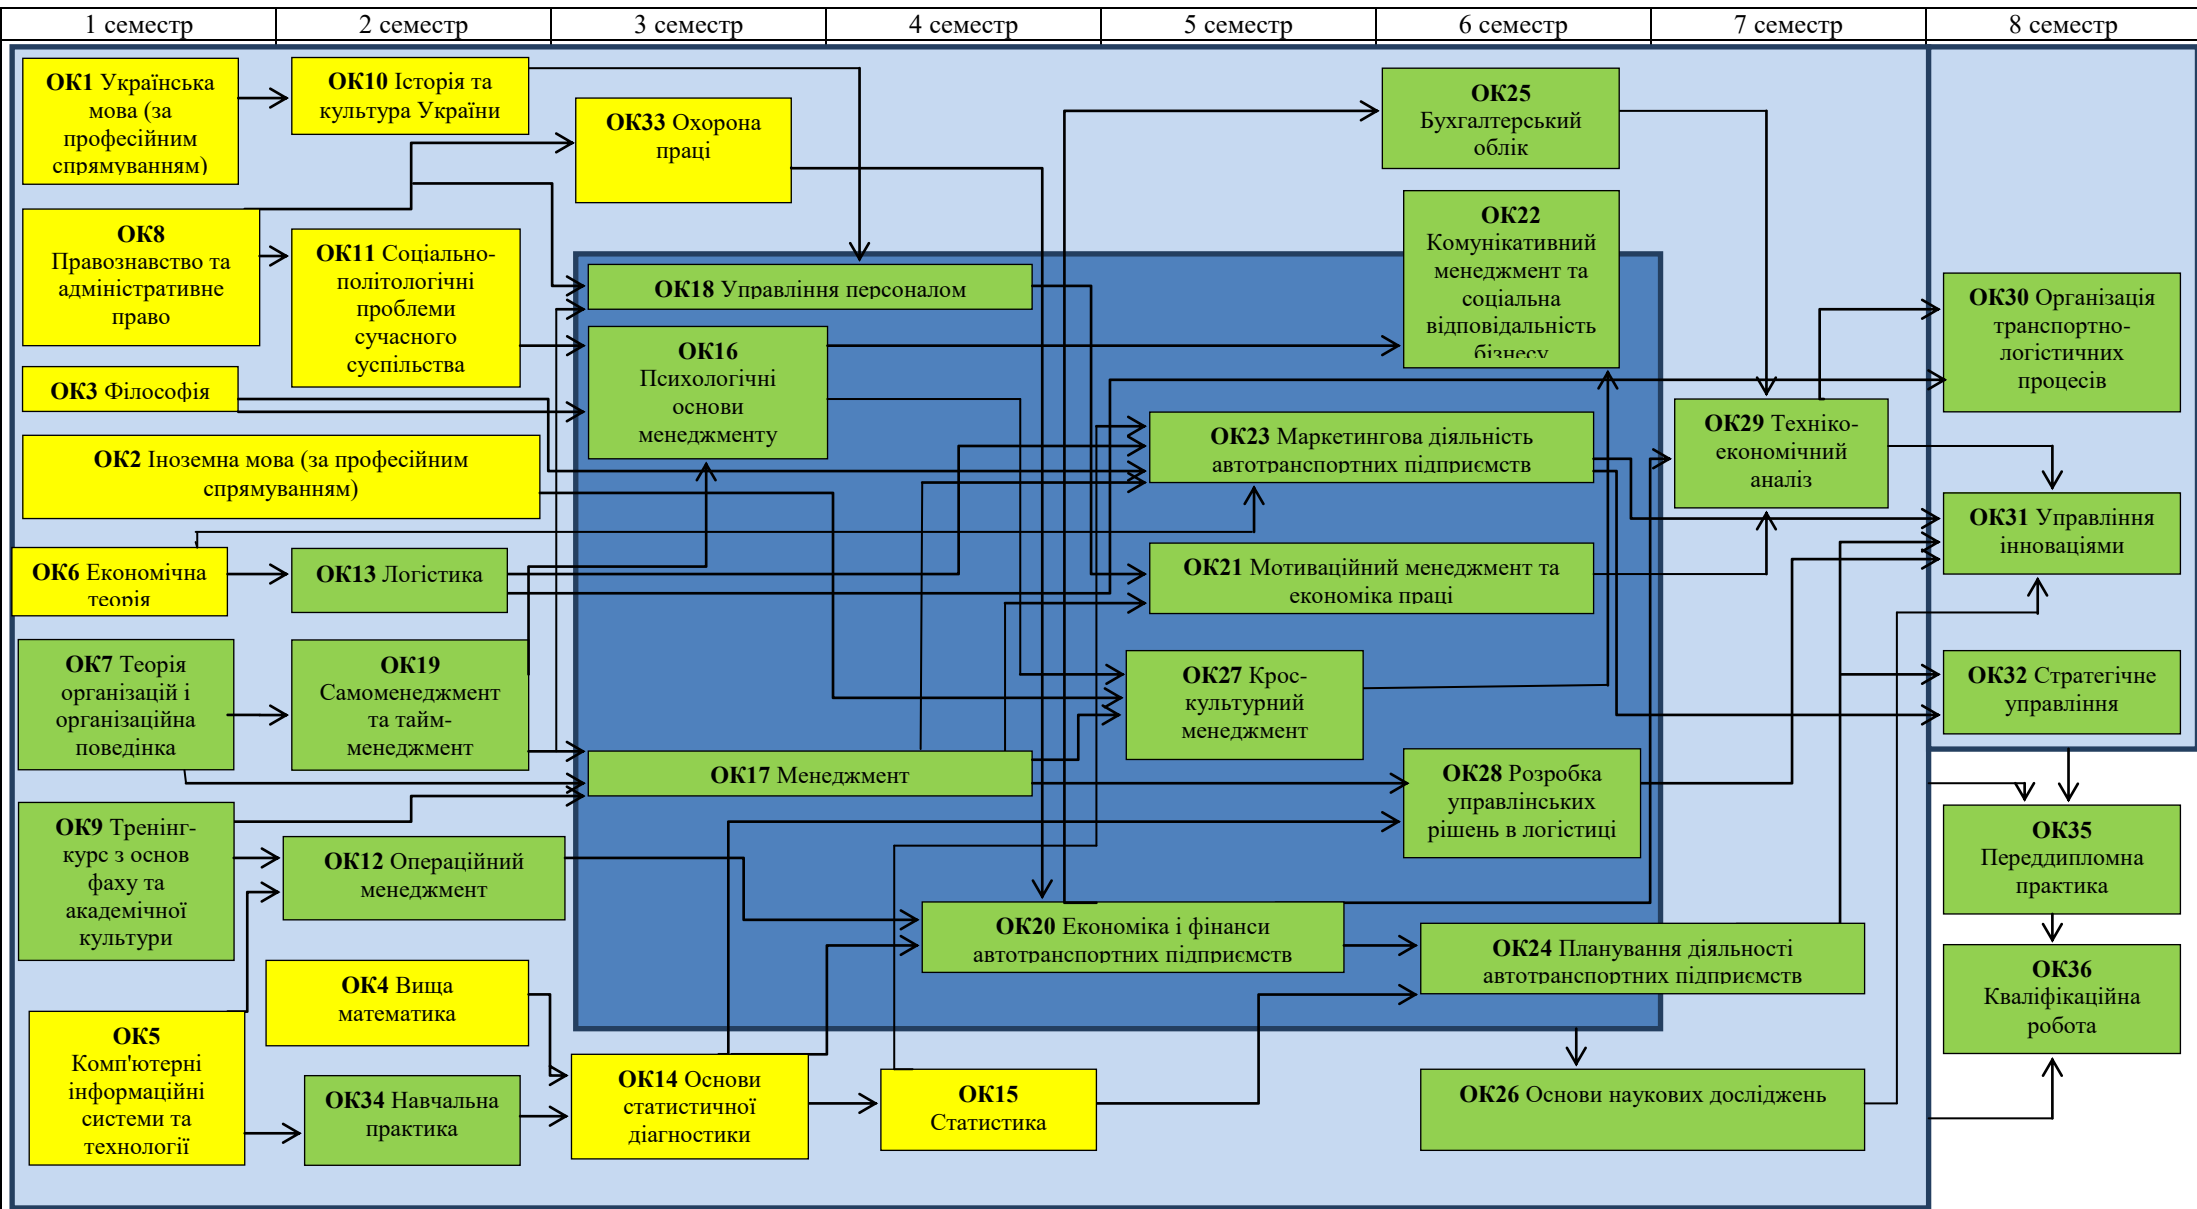 1 семестр
2 семестр
3 семестр
4 семестр
5 семестр
6 семестр
7 семестр
8 семестр
ОК1 Українська
мова (за
професійним
спрямуванням)
ОК8
Правознавство та
адміністративне
право
ОК3 Філософія
ОК2 Іноземна мова (за професійним
спрямуванням)
ОК6 Економічна
теорія
ОК7 Теорія
організацій і
організаційна
поведінка
ОК9 Тренінг-
курс з основ
фаху та
академічної
культури
ОК5
Комп'ютерні
інформаційні
системи та
технології
ОК10 Історія та
культура України
ОК11 Соціально-
політологічні
проблеми
сучасного
суспільства
ОК13 Логістика
ОК19
Самоменеджмент
та тайм-
менеджмент
ОК12 Операційний
менеджмент
ОК4 Вища
математика
ОК34 Навчальна
практика
ОК33 Охорона
праці
ОК18 Управління персоналом
ОК16
Психологічні
основи
менеджменту
ОК17 Менеджмент
ОК14 Основи
статистичної
діагностики
ОК20 Економіка і фінанси
автотранспортних підприємств
ОК15
Статистика
ОК23 Маркетингова діяльність
автотранспортних підприємств
ОК21 Мотиваційний менеджмент та
економіка праці
ОК27 Крос-
культурний
менеджмент
ОК25
Бухгалтерський
облік
ОК22
Комунікативний
менеджмент та
соціальна
відповідальність
бізнесу
ОК28 Розробка
управлінських
рішень в логістиці
ОК24 Планування діяльності
автотранспортних підприємств
ОК26 Основи наукових досліджень
ОК29 Техніко-
економічний
аналіз
ОК30 Організація
транспортно-
логістичних
процесів
ОК31 Управління
інноваціями
ОК32 Стратегічне
управління
ОК35
Переддипломна
практика
ОК36
Кваліфікаційна
робота